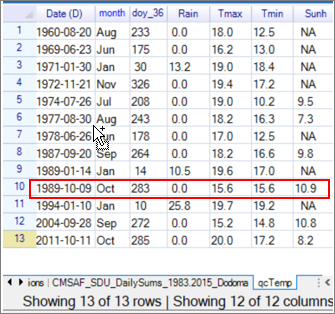 Date (D) month doy_36 Rain Tmax Tmin Sunh
1 1960-08-20 Aug 233 0.0 18.0 12.5 NA
2 1969-06-23 Jun 175 0.0 16.2 13.0 NA
3 1971-01-30 Jan 30 13.2 19.0 18.4 NA
4 1972-11-21 Nov 326 0.0 19.4 17.2 NA
5 1974-07-26 Jul 208 0.0 19.0 10.2 9.5
6 1977-08-30 Aug 243 0.0 18.2 16.3 7.3
7 1978-06-26 Jun 178 0.0 17.0 12.5 NA
8 1987-09-20 Sep 264 0.0 18.2 16.6 9.8
9 1989-01-14 Jan 14 10.5 19.6 17.0 NA
10 1989-10-09 Oct 283 0.0 15.6 15.6 10.9
11 1994-01-10 Jan 10 25.8 19.7 19.2 NA
12 2004-09-28 Sep 272 0.0 15.2 14.8 10.8
13 2011-10-11 Oct 285 0.0 20.0 17.2 8.2
ions CMSAF_SDU_DailySums_1983.2015_Dodoma qcTemp
Showing 13 of 13 rows | Showing 12 of 12 columns